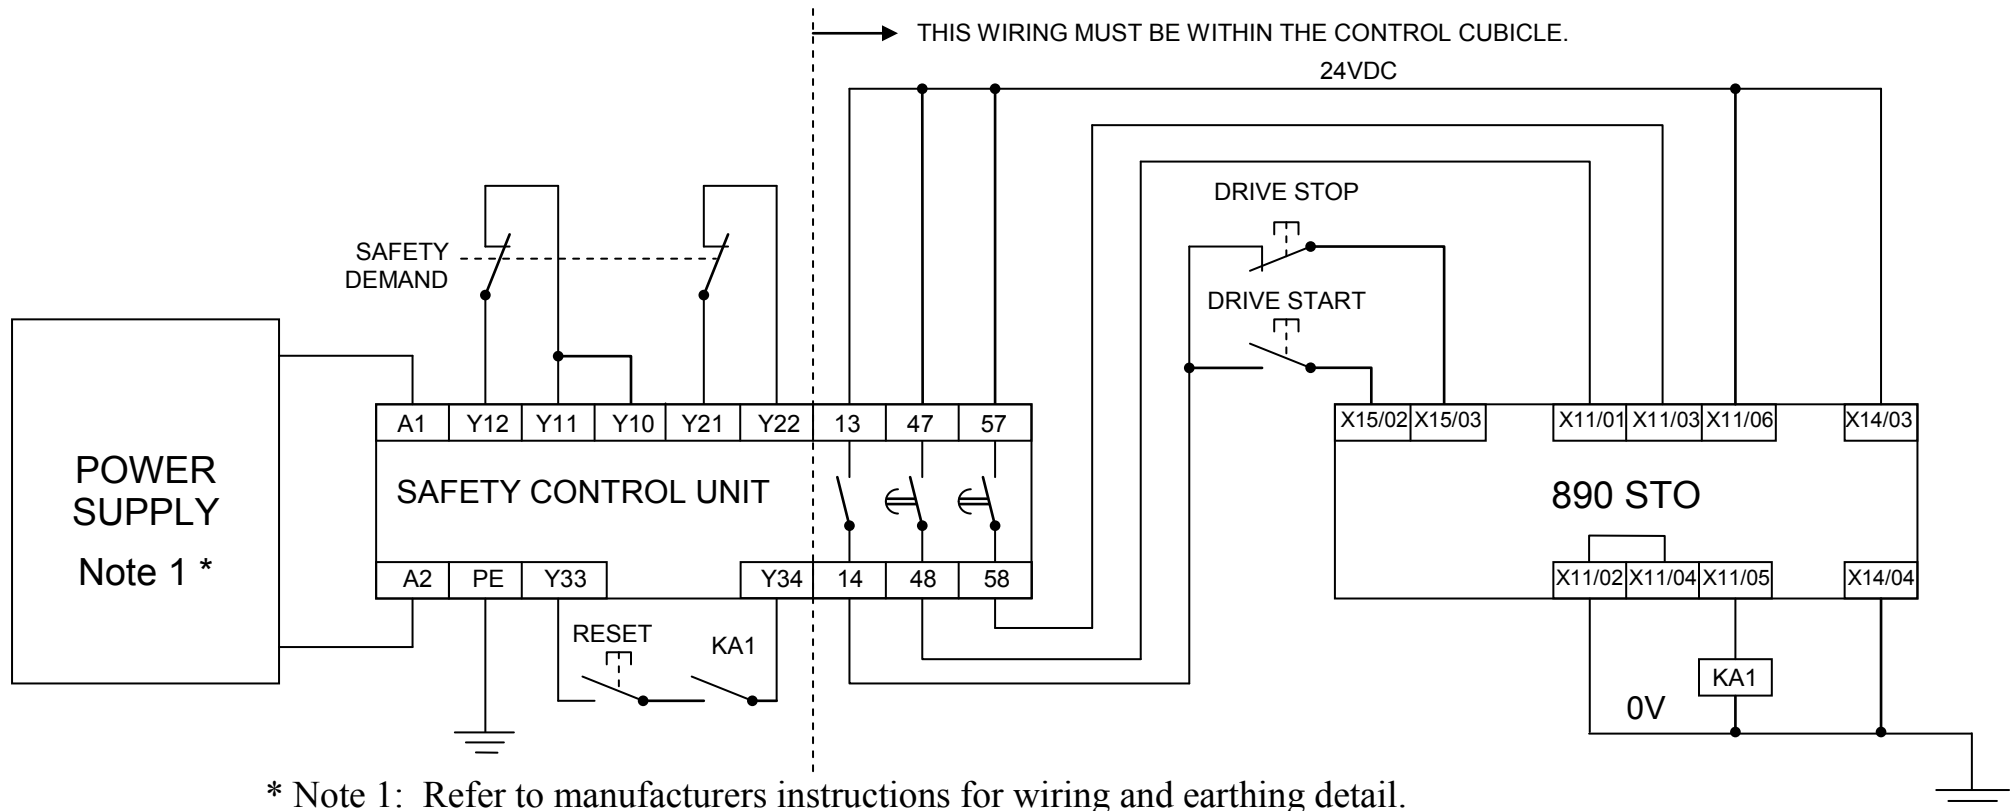 THIS WIRING MUST BE WITHIN THE CONTROL CUBICLE.
24VDC
DRIVE STOP
SAFETY
DEMAND
DRIVE START
A1 Y12 Y11 Y10 Y21 Y22 13 47 57
X15/02 X15/03 X11/01 X11/03 X11/06 X14/03
POWER
SUPPLY
Note 1 *
SAFETY CONTROL UNIT
890 STO
A2 PE Y33 Y34 14 48 58
X11/02 X11/04 X11/05 X14/04
RESET
KA1
KA1
0V
* Note 1: Refer to manufacturers instructions for wiring and earthing detail.